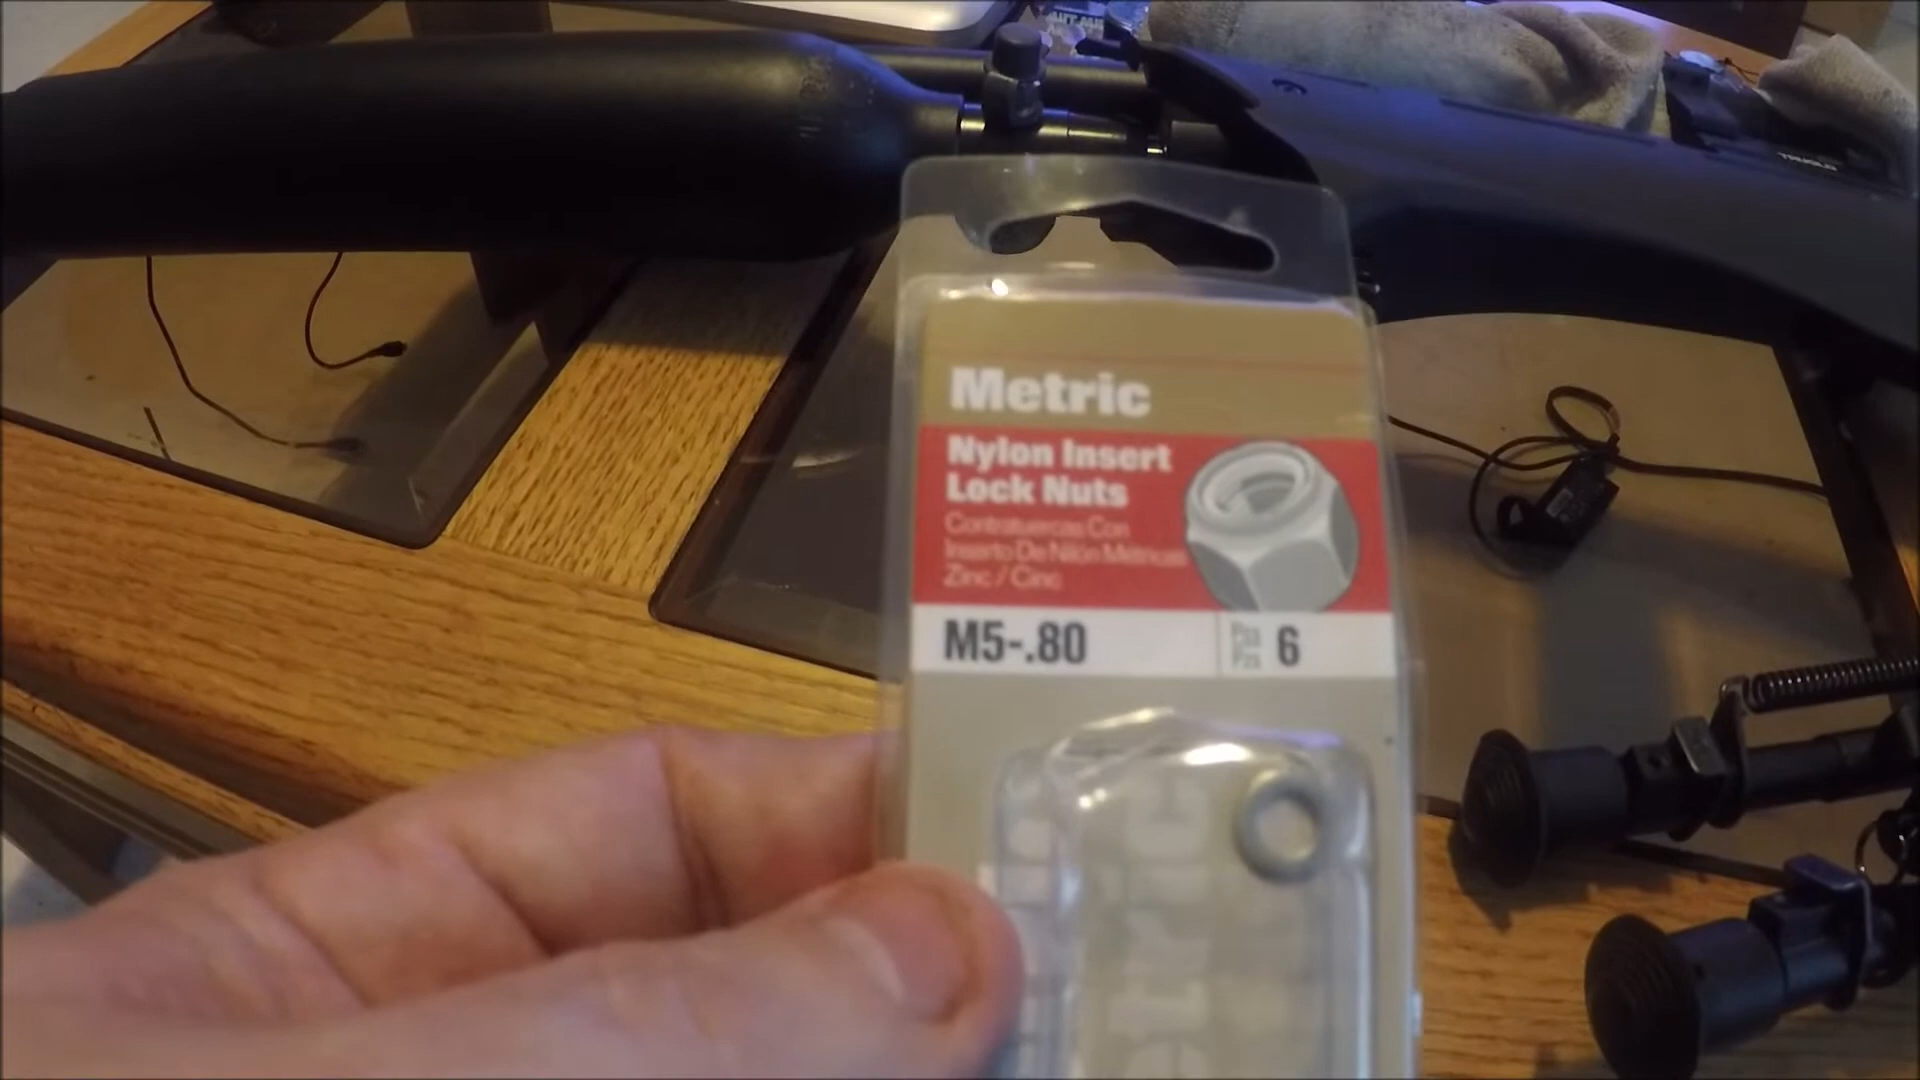 Metric
Nylon Insert
Lock Nuts
Contratuercas Con
Inserto De Nilón Métricas
Zinc / Cinc
M5-.80
Pcs 6
Pzs